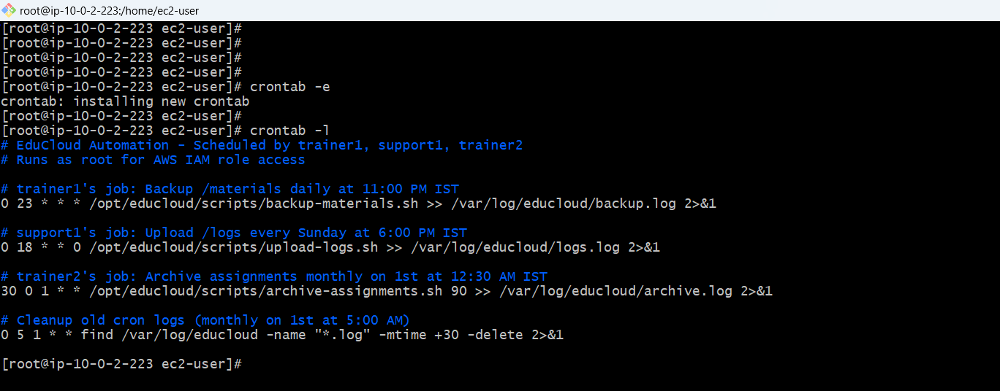 root@ip-10-0-2-223:/home/ec2-user
[root@ip-10-0-2-223 ec2-user]#
[root@ip-10-0-2-223 ec2-user]#
[root@ip-10-0-2-223 ec2-user]#
[root@ip-10-0-2-223 ec2-user]#
[root@ip-10-0-2-223 ec2-user]# crontab -e
crontab: installing new crontab
[root@ip-10-0-2-223 ec2-user]#
[root@ip-10-0-2-223 ec2-user]# crontab -l
# EduCloud Automation - Scheduled by trainer1, support1, trainer2
# Runs as root for AWS IAM role access
# trainer1's job: Backup /materials daily at 11:00 PM IST
0 23 * * * /opt/educloud/scripts/backup-materials.sh >> /var/log/educloud/backup.log 2>&1
# support1's job: Upload /logs every Sunday at 6:00 PM IST
0 18 * * 0 /opt/educloud/scripts/upload-logs.sh >> /var/log/educloud/logs.log 2>&1
# trainer2's job: Archive assignments monthly on 1st at 12:30 AM IST
30 0 1 * * /opt/educloud/scripts/archive-assignments.sh 90 >> /var/log/educloud/archive.log 2>&1
# Cleanup old cron logs (monthly on 1st at 5:00 AM)
0 5 1 * * find /var/log/educloud -name "*.log" -mtime +30 -delete 2>&1
[root@ip-10-0-2-223 ec2-user]#